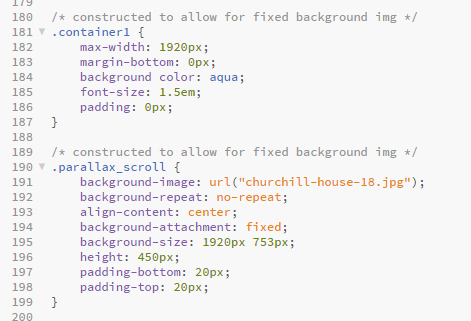 179
180 /* constructed to allow for fixed background img */
181 .container1 {
182 max-width: 1920px;
183 margin-bottom: 0px;
184 background color: aqua;
185 font-size: 1.5em;
186 padding: 0px;
187 }
188
189 /* constructed to allow for fixed background img */
190 .parallax_scroll {
191 background-image: url("churchill-house-18.jpg");
192 background-repeat: no-repeat;
193 align-content: center;
194 background-attachment: fixed;
195 background-size: 1920px 753px;
196 height: 450px;
197 padding-bottom: 20px;
198 padding-top: 20px;
199 }
200